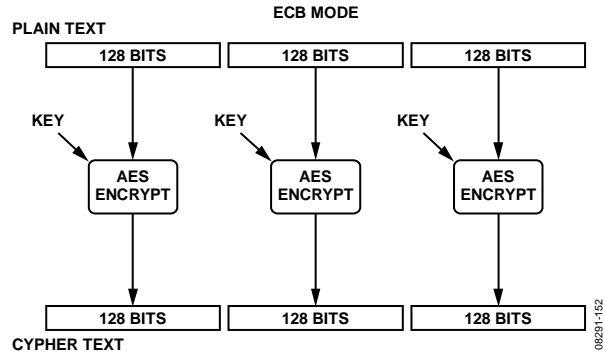 ECB MODE
PLAIN TEXT
128 BITS 128 BITS 128 BITS
KEY KEY KEY
AES AES AES
ENCRYPT ENCRYPT ENCRYPT
128 BITS 128 BITS 128 BITS
CYPHER TEXT
08291-152